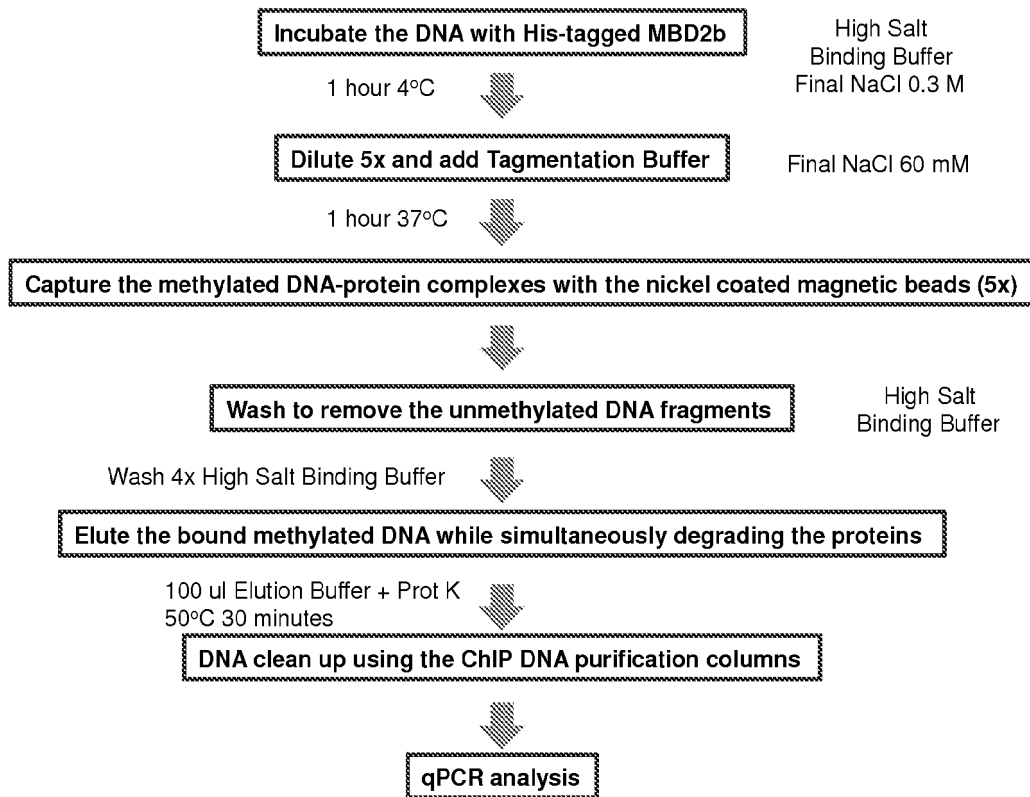 Incubate the DNA with His-tagged MBD2b
High Salt
Binding Buffer
Final NaCl 0.3 M
1 hour 4°C
Dilute 5x and add Tagmentation Buffer
Final NaCl 60 mM
1 hour 37°C
Capture the methylated DNA-protein complexes with the nickel coated magnetic beads (5x)
Wash to remove the unmethylated DNA fragments
High Salt
Binding Buffer
Wash 4x High Salt Binding Buffer
Elute the bound methylated DNA while simultaneously degrading the proteins
100 ul Elution Buffer + Prot K
50°C 30 minutes
DNA clean up using the ChIP DNA purification columns
qPCR analysis